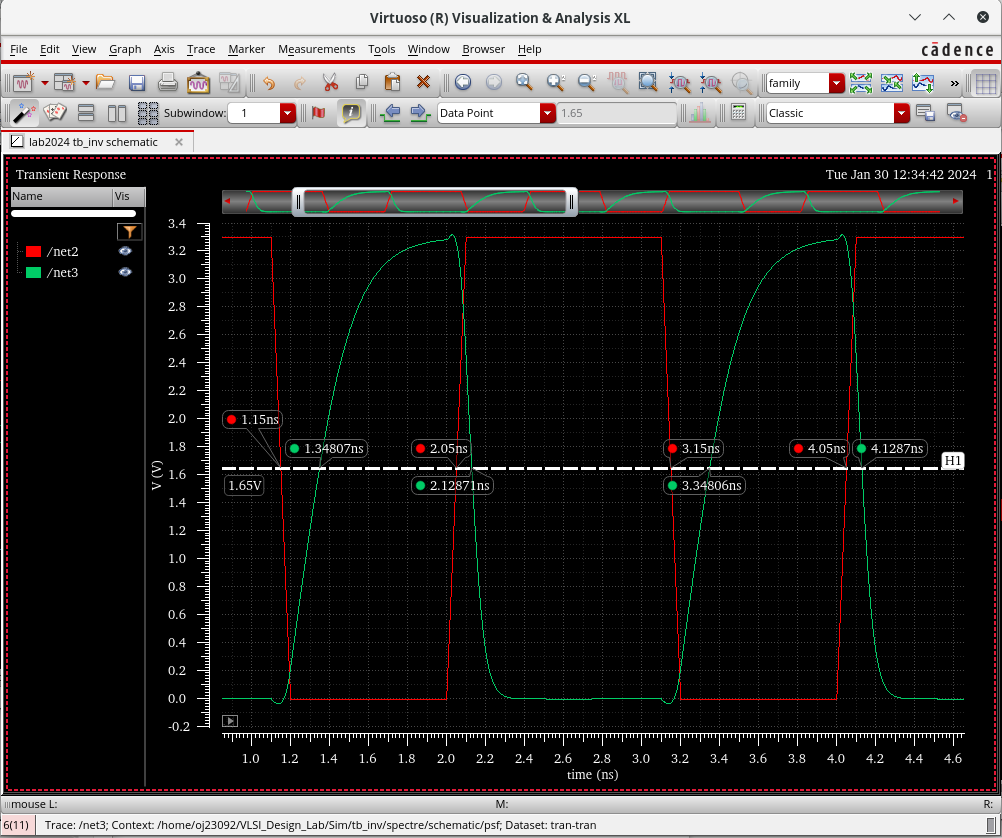 Virtuoso (R) Visualization & Analysis XL
File Edit View Graph Axis Trace Marker Measurements Tools Window Browser Help
cādence
family
»
Subwindow: 1
Data Point
1.65
Classic
lab2024 tb_inv schematic
Transient Response
Tue Jan 30 12:34:42 2024 1
Name Vis
/net2
/net3
3.4
3.2
3.0
2.8
2.6
2.4
2.2
2.0
1.8
1.6
1.4
1.2
1.0
0.8
0.6
0.4
0.2
0.0
-0.2
V (V)
1.15ns
1.34807ns
2.05ns
3.15ns
4.05ns
4.1287ns
H1
1.65V
2.12871ns
3.34806ns
1.0 1.2 1.4 1.6 1.8 2.0 2.2 2.4 2.6 2.8 3.0 3.2 3.4 3.6 3.8 4.0 4.2 4.4 4.6
time (ns)
mouse L: M: R:
6(11) Trace: /net3; Context: /home/oj23092/VLSI_Design_Lab/Sim/tb_inv/spectre/schematic/psf; Dataset: tran-tran